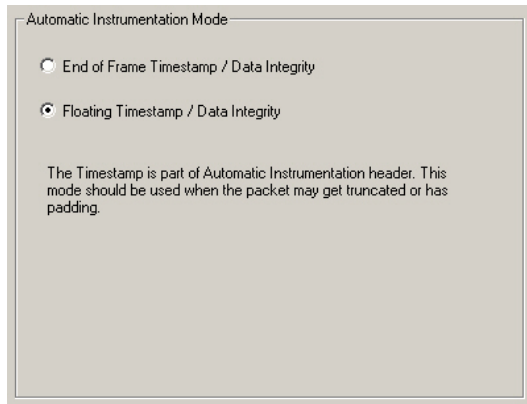 Automatic Instrumentation Mode
End of Frame Timestamp / Data Integrity
Floating Timestamp / Data Integrity
The Timestamp is part of Automatic Instrumentation header. This
mode should be used when the packet may get truncated or has
padding.